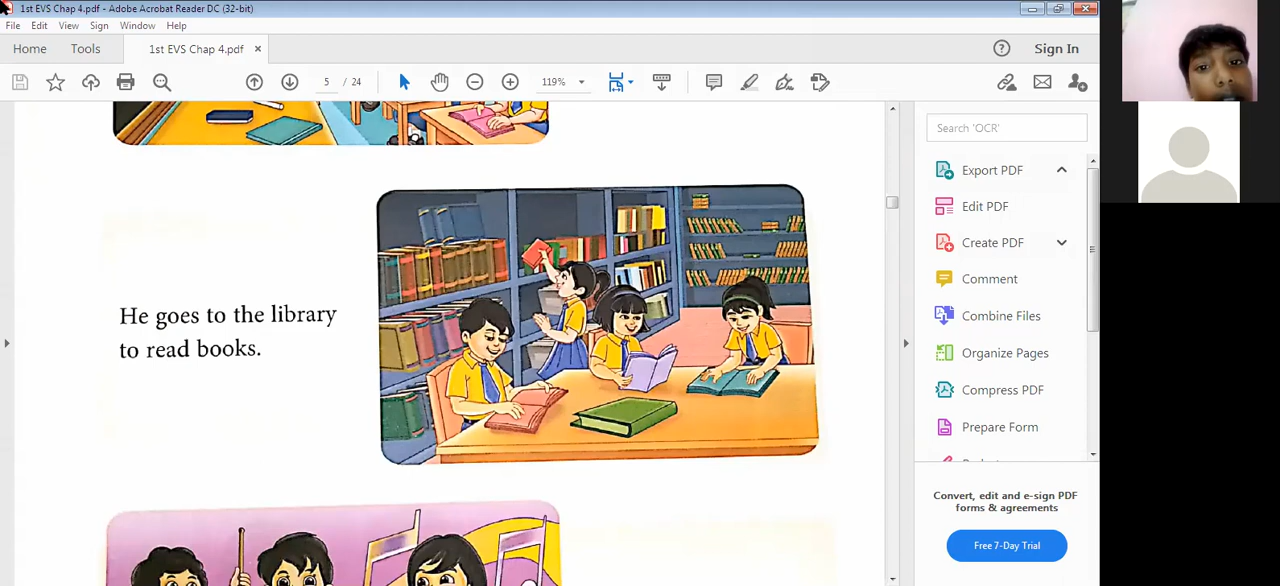 1st EVS Chap 4.pdf - Adobe Acrobat Reader DC (32-bit)
File Edit View Sign Window Help
Home Tools 1st EVS Chap 4.pdf × Sign In
5 / 24 119%
Search 'OCR'
Export PDF
Edit PDF
Create PDF
Comment
Combine Files
Organize Pages
Compress PDF
Prepare Form
Convert, edit and e-sign PDF
forms & agreements
Free 7-Day Trial
He goes to the library
to read books.